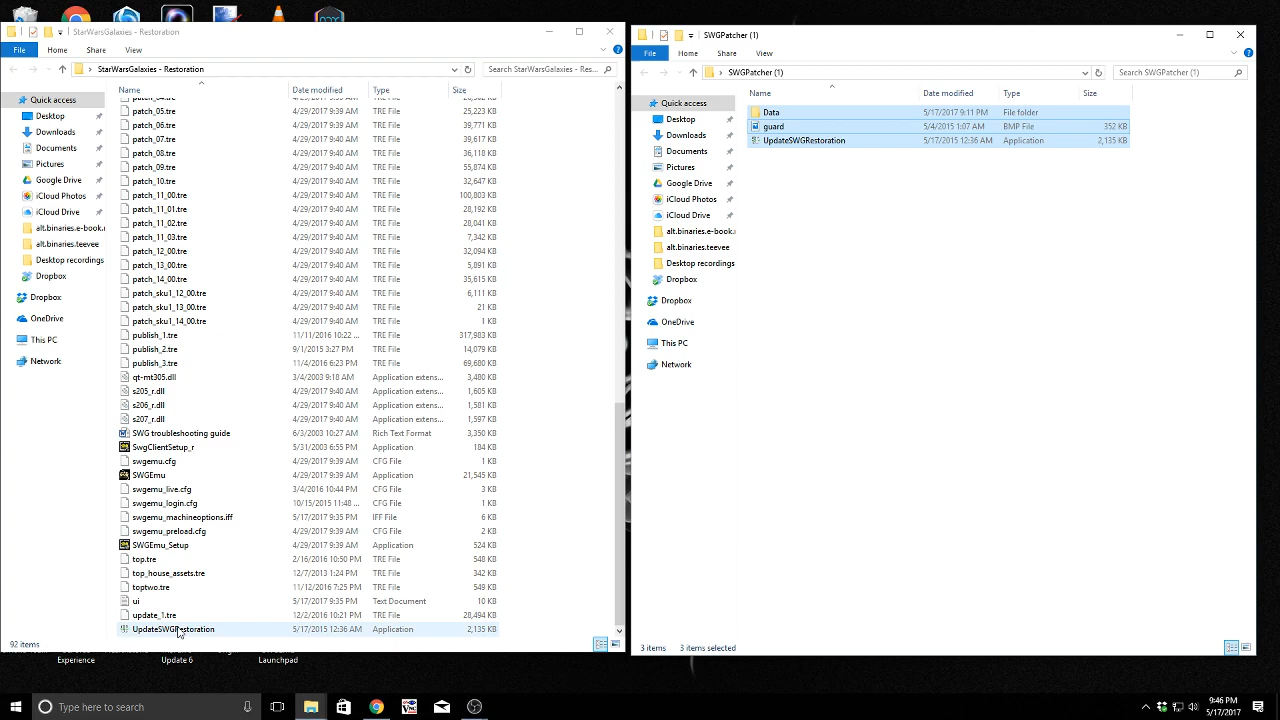 StarWarsGalaxies - Restoration
File Home Share View
StarWarsGalaxies - Restoration
Search StarWarsGalaxies - Res...
Name Date modified Type Size
Quick access
Desktop
Downloads
Documents
Pictures
Google Drive
iCloud Photos
iCloud Drive
alt.binaries.e-book.r
alt.binaries.teevee
Desktop recordings
Dropbox
Dropbox
OneDrive
This PC
Network
patch_05.tre 4/29/2017 9:39 AM TRE File 25,223 KB
patch_06.tre 4/29/2017 9:39 AM TRE File 39,771 KB
patch_07.tre 4/29/2017 9:40 AM TRE File 39,617 KB
patch_08.tre 4/29/2017 9:40 AM TRE File 36,118 KB
patch_09.tre 4/29/2017 9:40 AM TRE File 55,874 KB
patch_10.tre 4/29/2017 9:40 AM TRE File 32,647 KB
patch_11_00.tre 4/29/2017 9:40 AM TRE File 100,803 KB
patch_11_01.tre 4/29/2017 9:40 AM TRE File 28,192 KB
patch_11_02.tre 4/29/2017 9:40 AM TRE File 28,041 KB
patch_11_03.tre 4/29/2017 9:40 AM TRE File 7,342 KB
patch_12_00.tre 4/29/2017 9:40 AM TRE File 32,094 KB
patch_13_00.tre 4/29/2017 9:40 AM TRE File 5,891 KB
patch_14_00.tre 4/29/2017 9:40 AM TRE File 35,615 KB
patch_sku1_12_00.tre 4/29/2017 9:40 AM TRE File 6,111 KB
patch_sku1_13_00.tre 4/29/2017 9:40 AM TRE File 21 KB
patch_sku1_14_00.tre 4/29/2017 9:40 AM TRE File 1 KB
publish_1.tre 11/11/2016 10:22 ... TRE File 317,983 KB
publish_2.tre 9/1/2015 3:27 PM TRE File 14,079 KB
publish_3.tre 11/4/2016 6:23 PM TRE File 69,680 KB
qt-mt305.dll 3/4/2003 9:18 AM Application extens... 3,480 KB
s205_r.dll 4/29/2017 9:40 AM Application extens... 1,605 KB
s206_r.dll 4/29/2017 9:40 AM Application extens... 1,581 KB
s207_r.dll 4/29/2017 9:40 AM Application extens... 1,597 KB
SWG troubleshooting guide 6/3/2003 10:27 AM Rich Text Format 3,350 KB
SwgClientSetup_r 5/31/2003 6:55 PM Application 184 KB
swgemu.cfg 4/29/2017 9:39 AM CFG File 1 KB
SWGEmu 4/29/2017 9:39 AM Application 21,545 KB
swgemu_live.cfg 3/4/2016 10:44 PM CFG File 3 KB
swgemu_login.cfg 10/15/2015 11:48 ... CFG File 1 KB
swgemu_machineoptions.iff 5/17/2017 9:35 PM IFF File 6 KB
swgemu_preload.cfg 4/29/2017 9:39 AM CFG File 2 KB
SWGEmu_Setup 4/29/2017 9:39 AM Application 524 KB
top.tre 2/16/2016 10:50 PM TRE File 548 KB
top_house_assets.tre 12/7/2013 1:24 PM TRE File 342 KB
toptwo.tre 11/12/2016 7:25 PM TRE File 549 KB
ui 5/17/2017 9:35 PM Text Document 10 KB
update_1.tre 12/2/2016 10:21 PM TRE File 28,494 KB
UpdateSWGRestoration 5/17/2015 12:36 AM Application 2,135 KB
92 items
SWGPatcher (1)
File Home Share View
SWGPatcher (1)
Search SWGPatcher (1)
Name Date modified Type Size
Quick access
Desktop
Downloads
Documents
Pictures
Google Drive
iCloud Photos
iCloud Drive
alt.binaries.e-book.r
alt.binaries.teevee
Desktop recordings
Dropbox
Dropbox
OneDrive
This PC
Network
Data 5/17/2017 9:11 PM File folder
guard 5/4/2015 1:07 AM BMP File 352 KB
UpdateSWGRestoration 5/17/2015 12:36 AM Application 2,135 KB
3 items 3 items selected
Experience Update 6 Launchpad
Type here to search
9:46 PM
5/17/2017